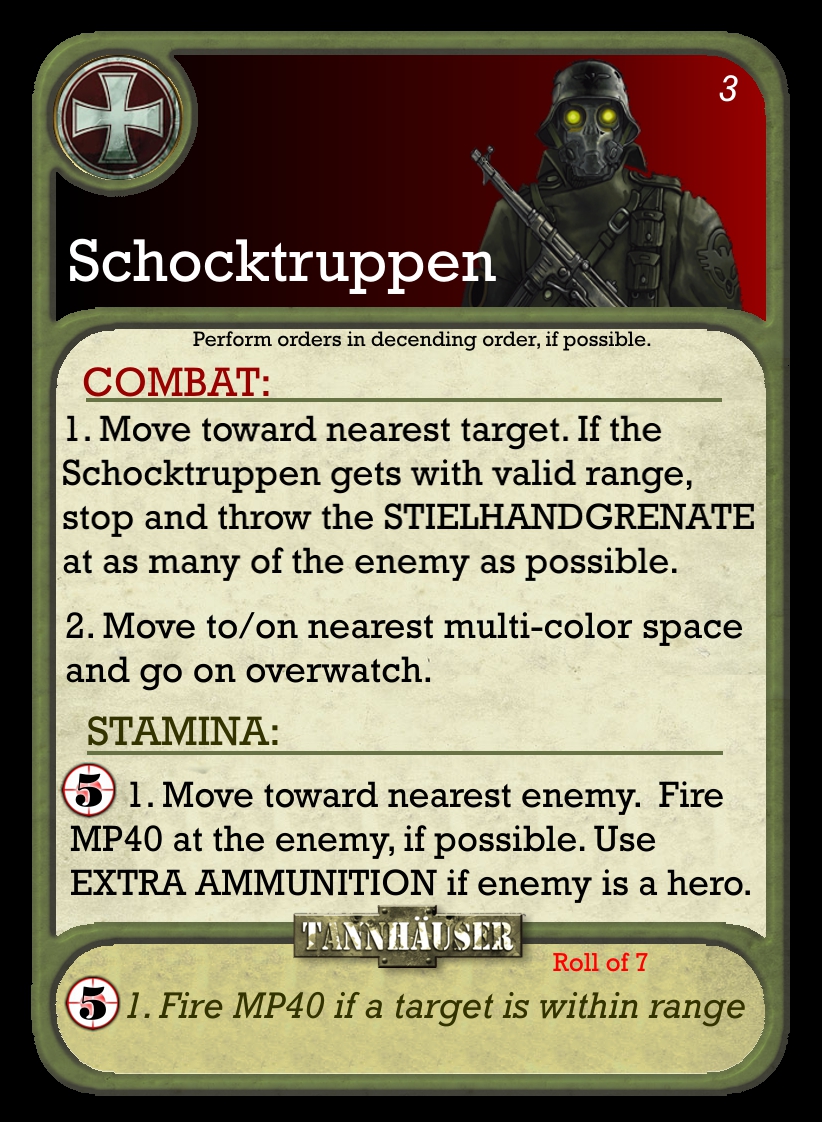 3
Schocktruppen
Perform orders in decending order, if possible.
COMBAT:
1. Move toward nearest target. If the
Schocktruppen gets with valid range,
stop and throw the STIELHANDGRENATE
at as many of the enemy as possible.
2. Move to/on nearest multi-color space
and go on overwatch.
STAMINA:
5 1. Move toward nearest enemy. Fire
MP40 at the enemy, if possible. Use
EXTRA AMMUNITION if enemy is a hero.
TANNHÄUSER
Roll of 7
5 1. Fire MP40 if a target is within range